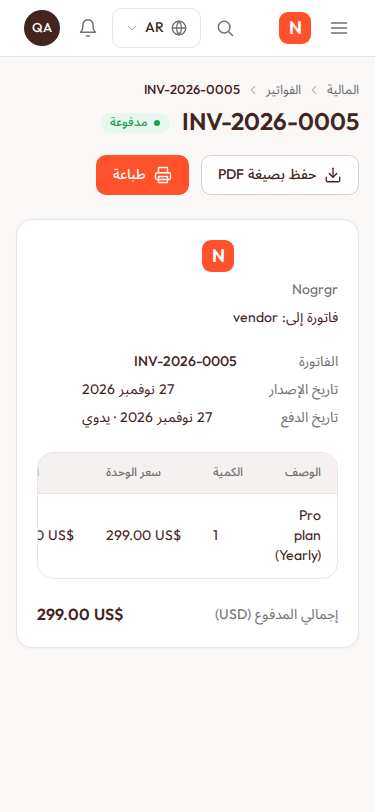 N
AR
QA
المالية › الفواتير › INV-2026-0005
INV-2026-0005
مدفوعة
حفظ بصيغة PDF
طباعة
N
Nogrgr
فاتورة إلى: vendor
الفاتورة INV-2026-0005
تاريخ الإصدار 27 نوفمبر 2026
تاريخ الدفع 27 نوفمبر 2026 · يدوي
الوصف الكمية سعر الوحدة
Pro
plan 1 299.00 US$ 0 US$
(Yearly)
إجمالي المدفوع (USD) 299.00 US$